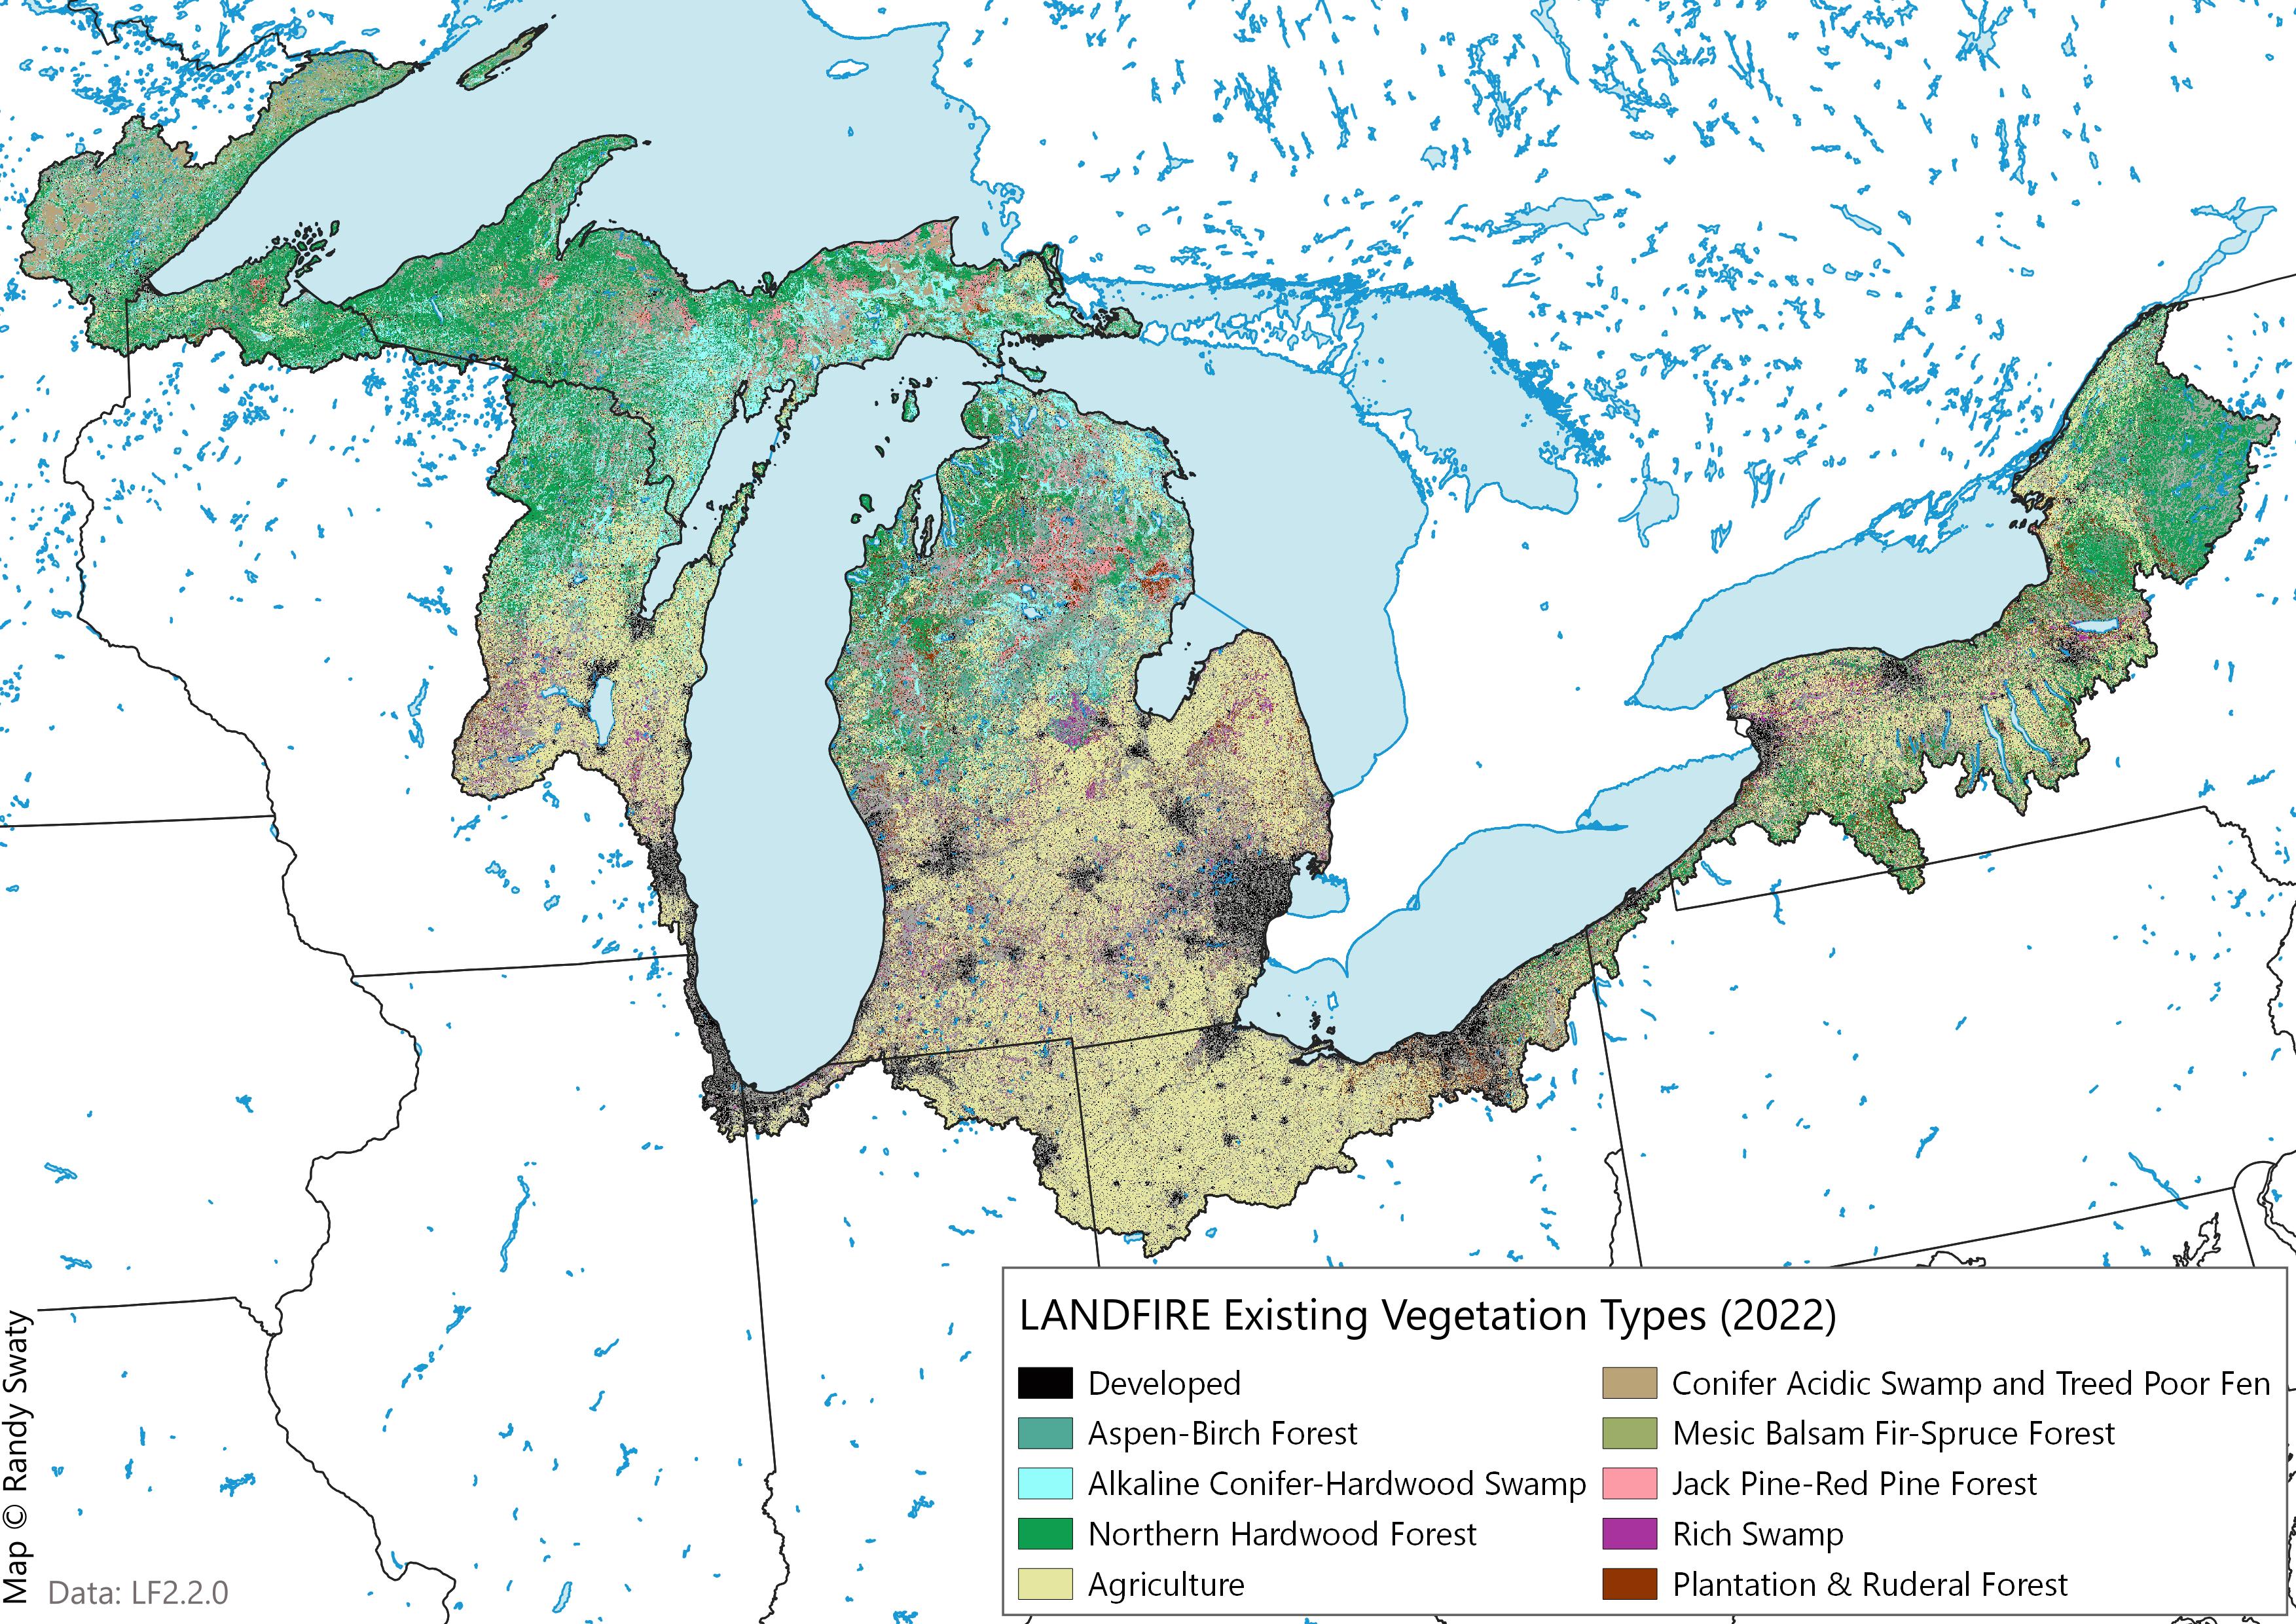 LANDFIRE Existing Vegetation Types (2022)
Developed
Aspen-Birch Forest
Alkaline Conifer-Hardwood Swamp
Northern Hardwood Forest
Agriculture
Conifer Acidic Swamp and Treed Poor Fen
Mesic Balsam Fir-Spruce Forest
Jack Pine-Red Pine Forest
Rich Swamp
Plantation & Ruderal Forest
Map © Randy Swaty
Data: LF2.2.0